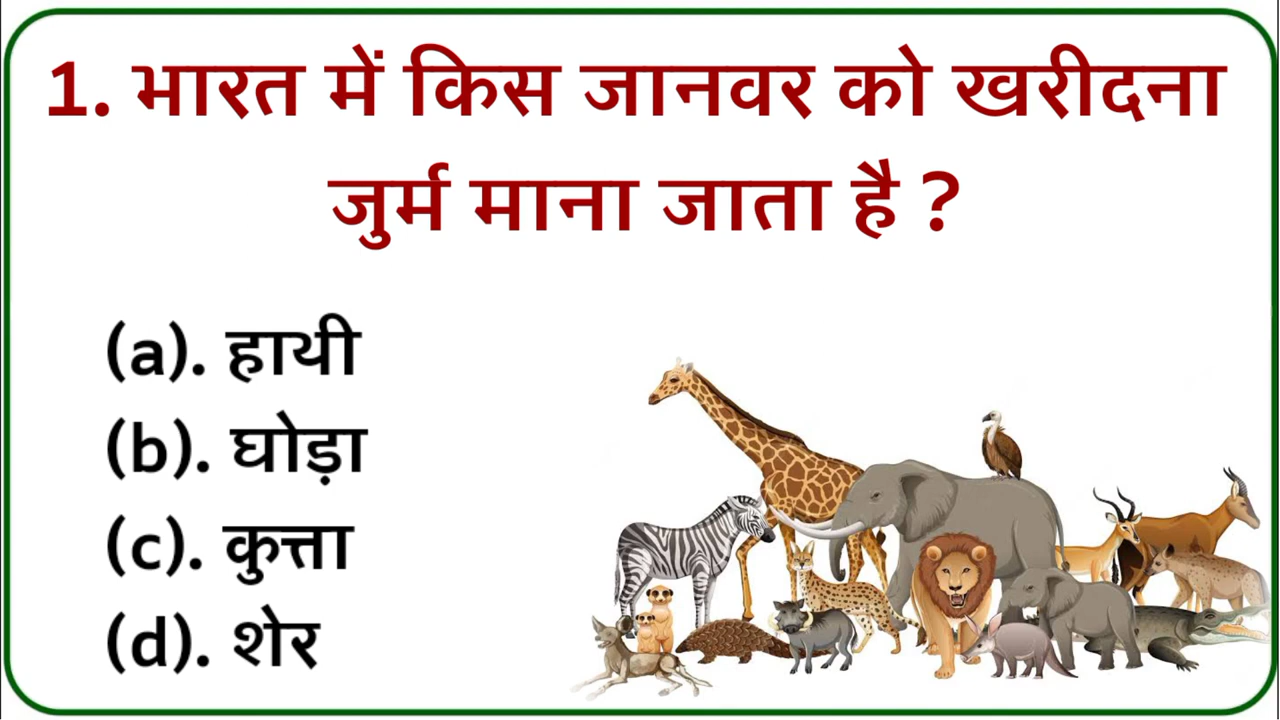 1. भारत में किस जानवर को खरीदना
जुर्म माना जाता है ?
(a). हाथी
(b). घोड़ा
(c). कुत्ता
(d). शेर